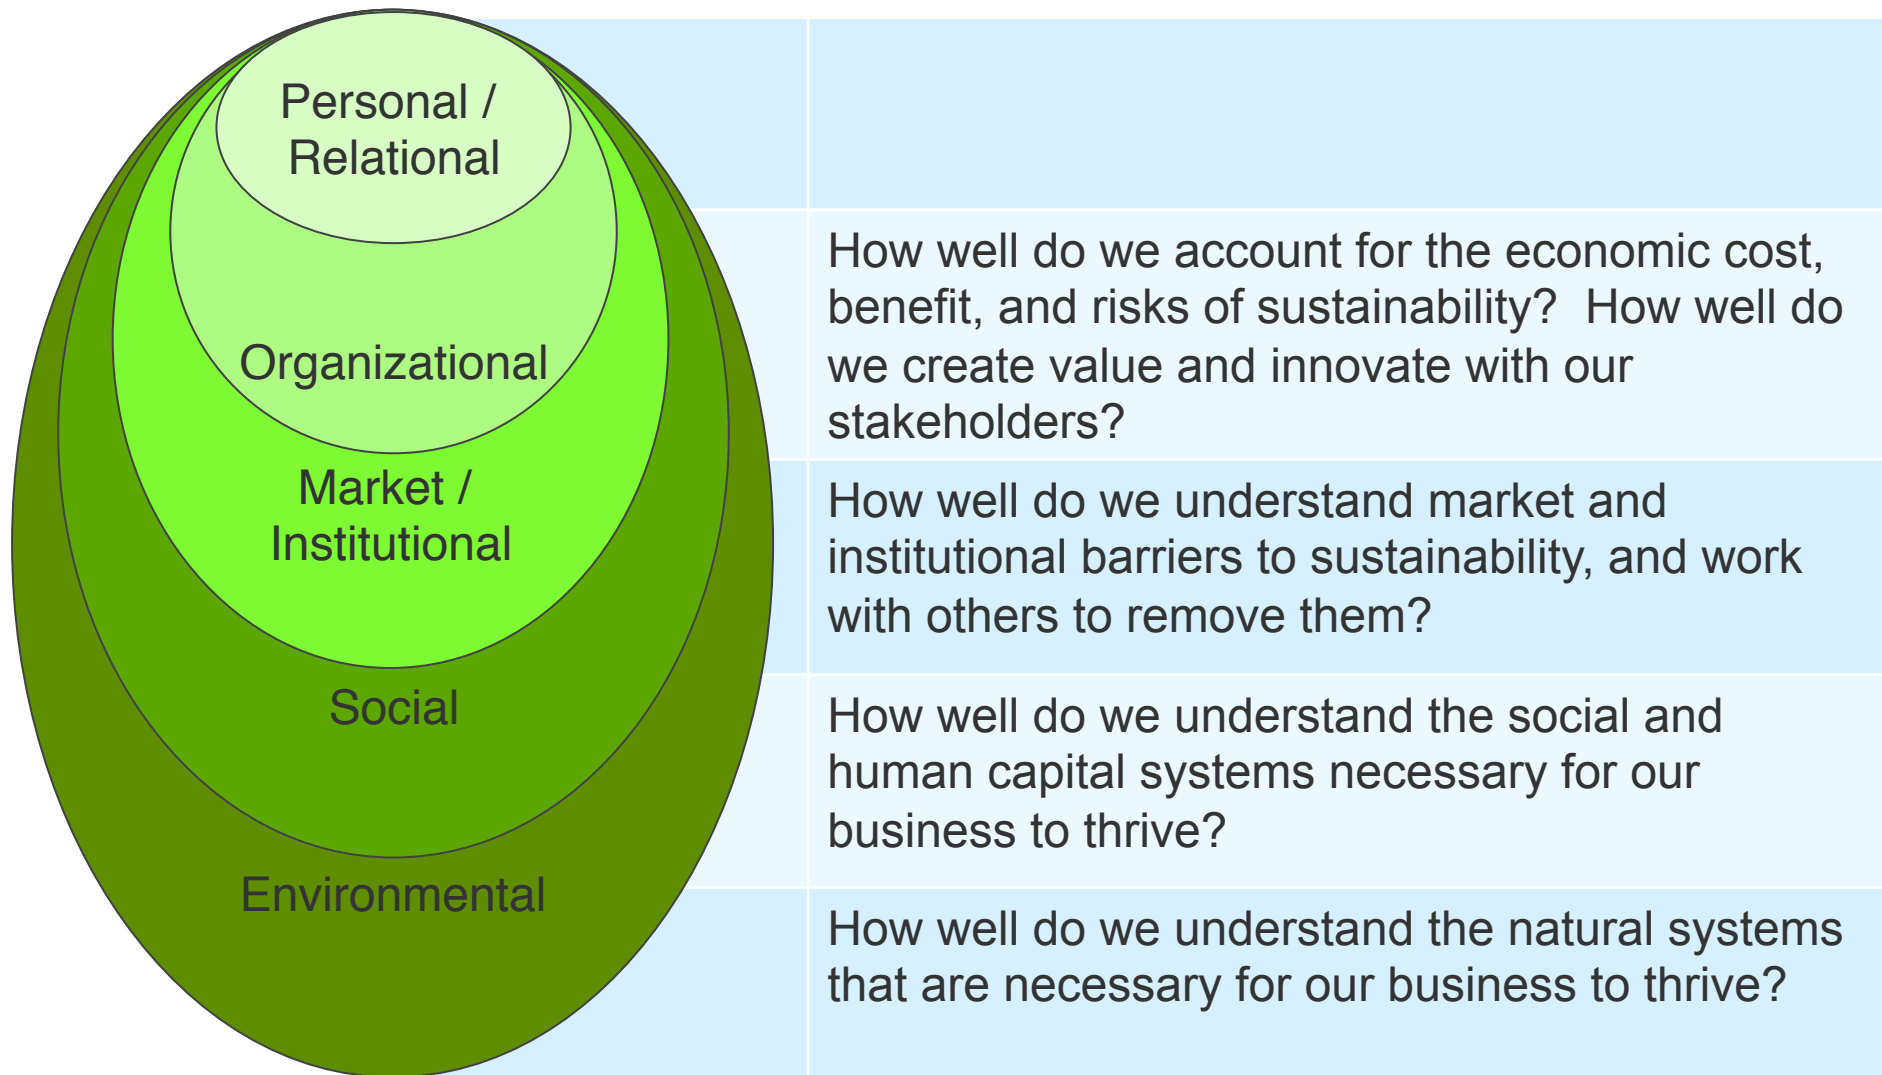 Personal /
Relational
Organizational
How well do we account for the economic cost,
benefit, and risks of sustainability?  How well do
we create value and innovate with our
stakeholders?
Market /
Institutional
How well do we understand market and
institutional barriers to sustainability, and work
with others to remove them?
Social
How well do we understand the social and
human capital systems necessary for our
business to thrive?
Environmental
How well do we understand the natural systems
that are necessary for our business to thrive?